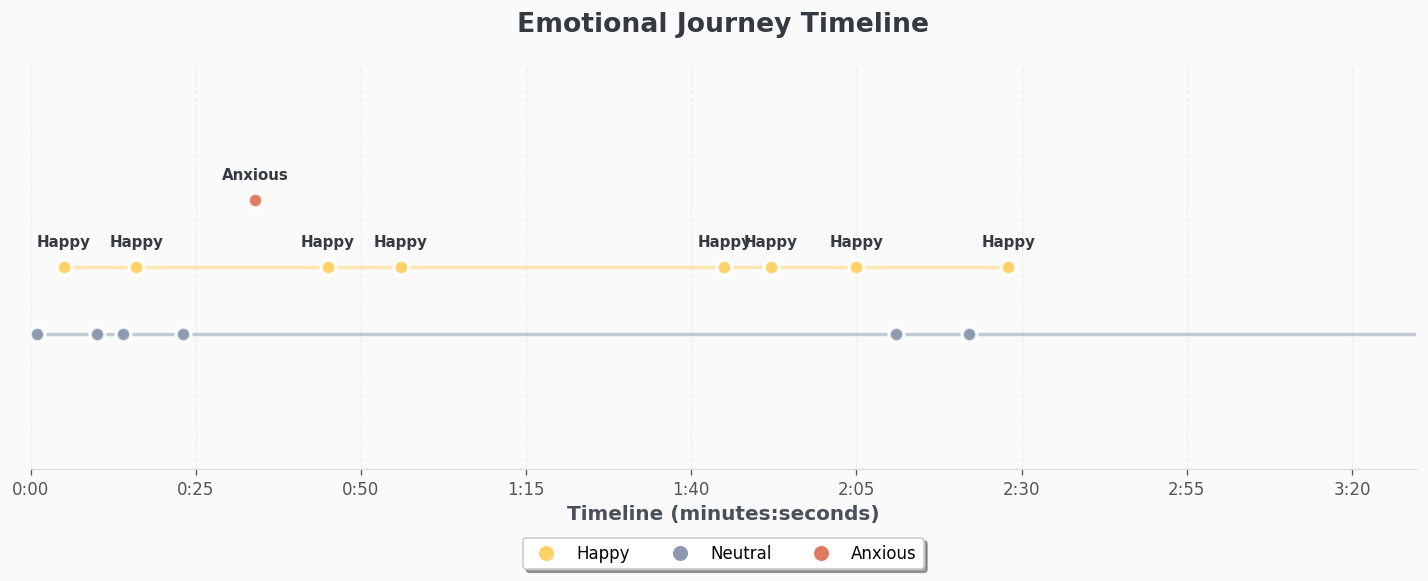 Emotional Journey Timeline
Anxious
Happy Happy Happy Happy Happy Happy Happy Happy
0:00 0:25 0:50 1:15 1:40 2:05 2:30 2:55 3:20
Timeline (minutes:seconds)
Happy Neutral Anxious